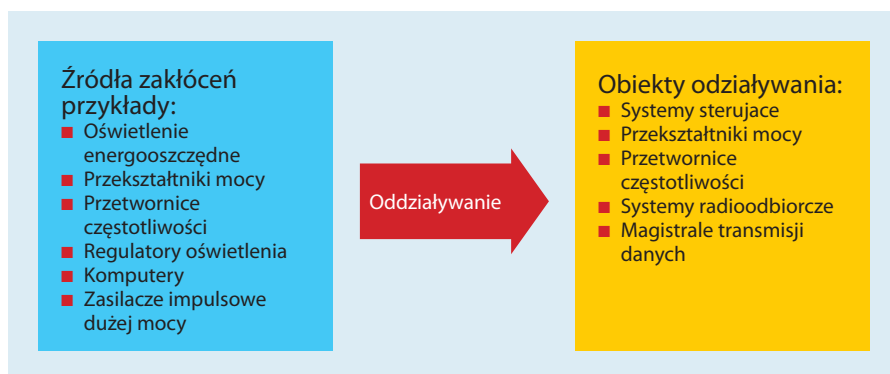 Źródła zakłóceń
przykłady:
Oświetlenie
energooszczędne
Przekształtniki mocy
Przetwornice
częstotliwości
Regulatory oświetlenia
Komputery
Zasilacze impulsowe
dużej mocy
Oddziaływanie
Obiekty odziaływania:
Systemy sterujace
Przekształtniki mocy
Przetwornice
częstotliwości
Systemy radioodbiorcze
Magistrale transmisji
danych